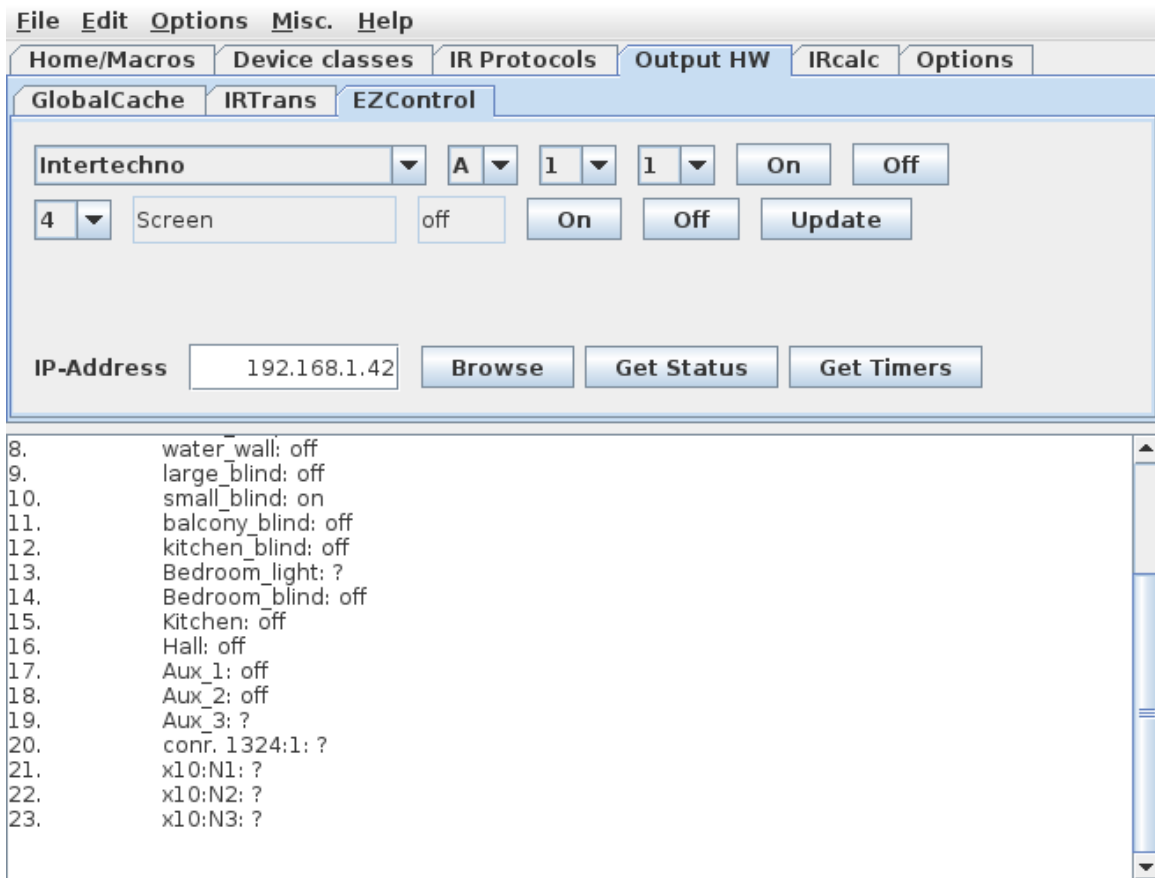 File Edit Options Misc. Help
Home/Macros Device classes IR Protocols Output HW IRcalc Options
GlobalCache IRTrans EZControl
Intertechno A 1 1 On Off
4 Screen off On Off Update
IP-Address 192.168.1.42 Browse Get Status Get Timers
8. water_wall: off
9. large_blind: off
10. small_blind: on
11. balcony_blind: off
12. kitchen_blind: off
13. Bedroom_light: ?
14. Bedroom_blind: off
15. Kitchen: off
16. Hall: off
17. Aux_1: off
18. Aux_2: off
19. Aux_3: ?
20. conr. 1324:1: ?
21. x10:N1: ?
22. x10:N2: ?
23. x10:N3: ?